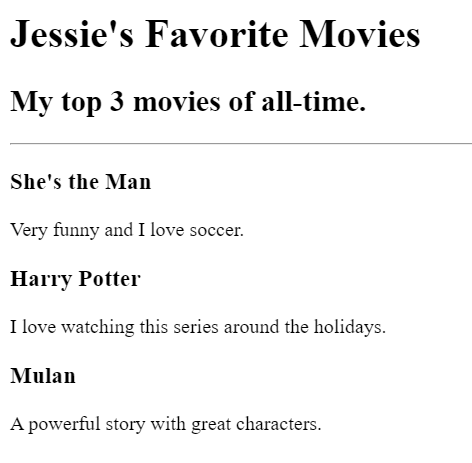 Jessie's Favorite Movies
My top 3 movies of all-time.
She's the Man
Very funny and I love soccer.
Harry Potter
I love watching this series around the holidays.
Mulan
A powerful story with great characters.